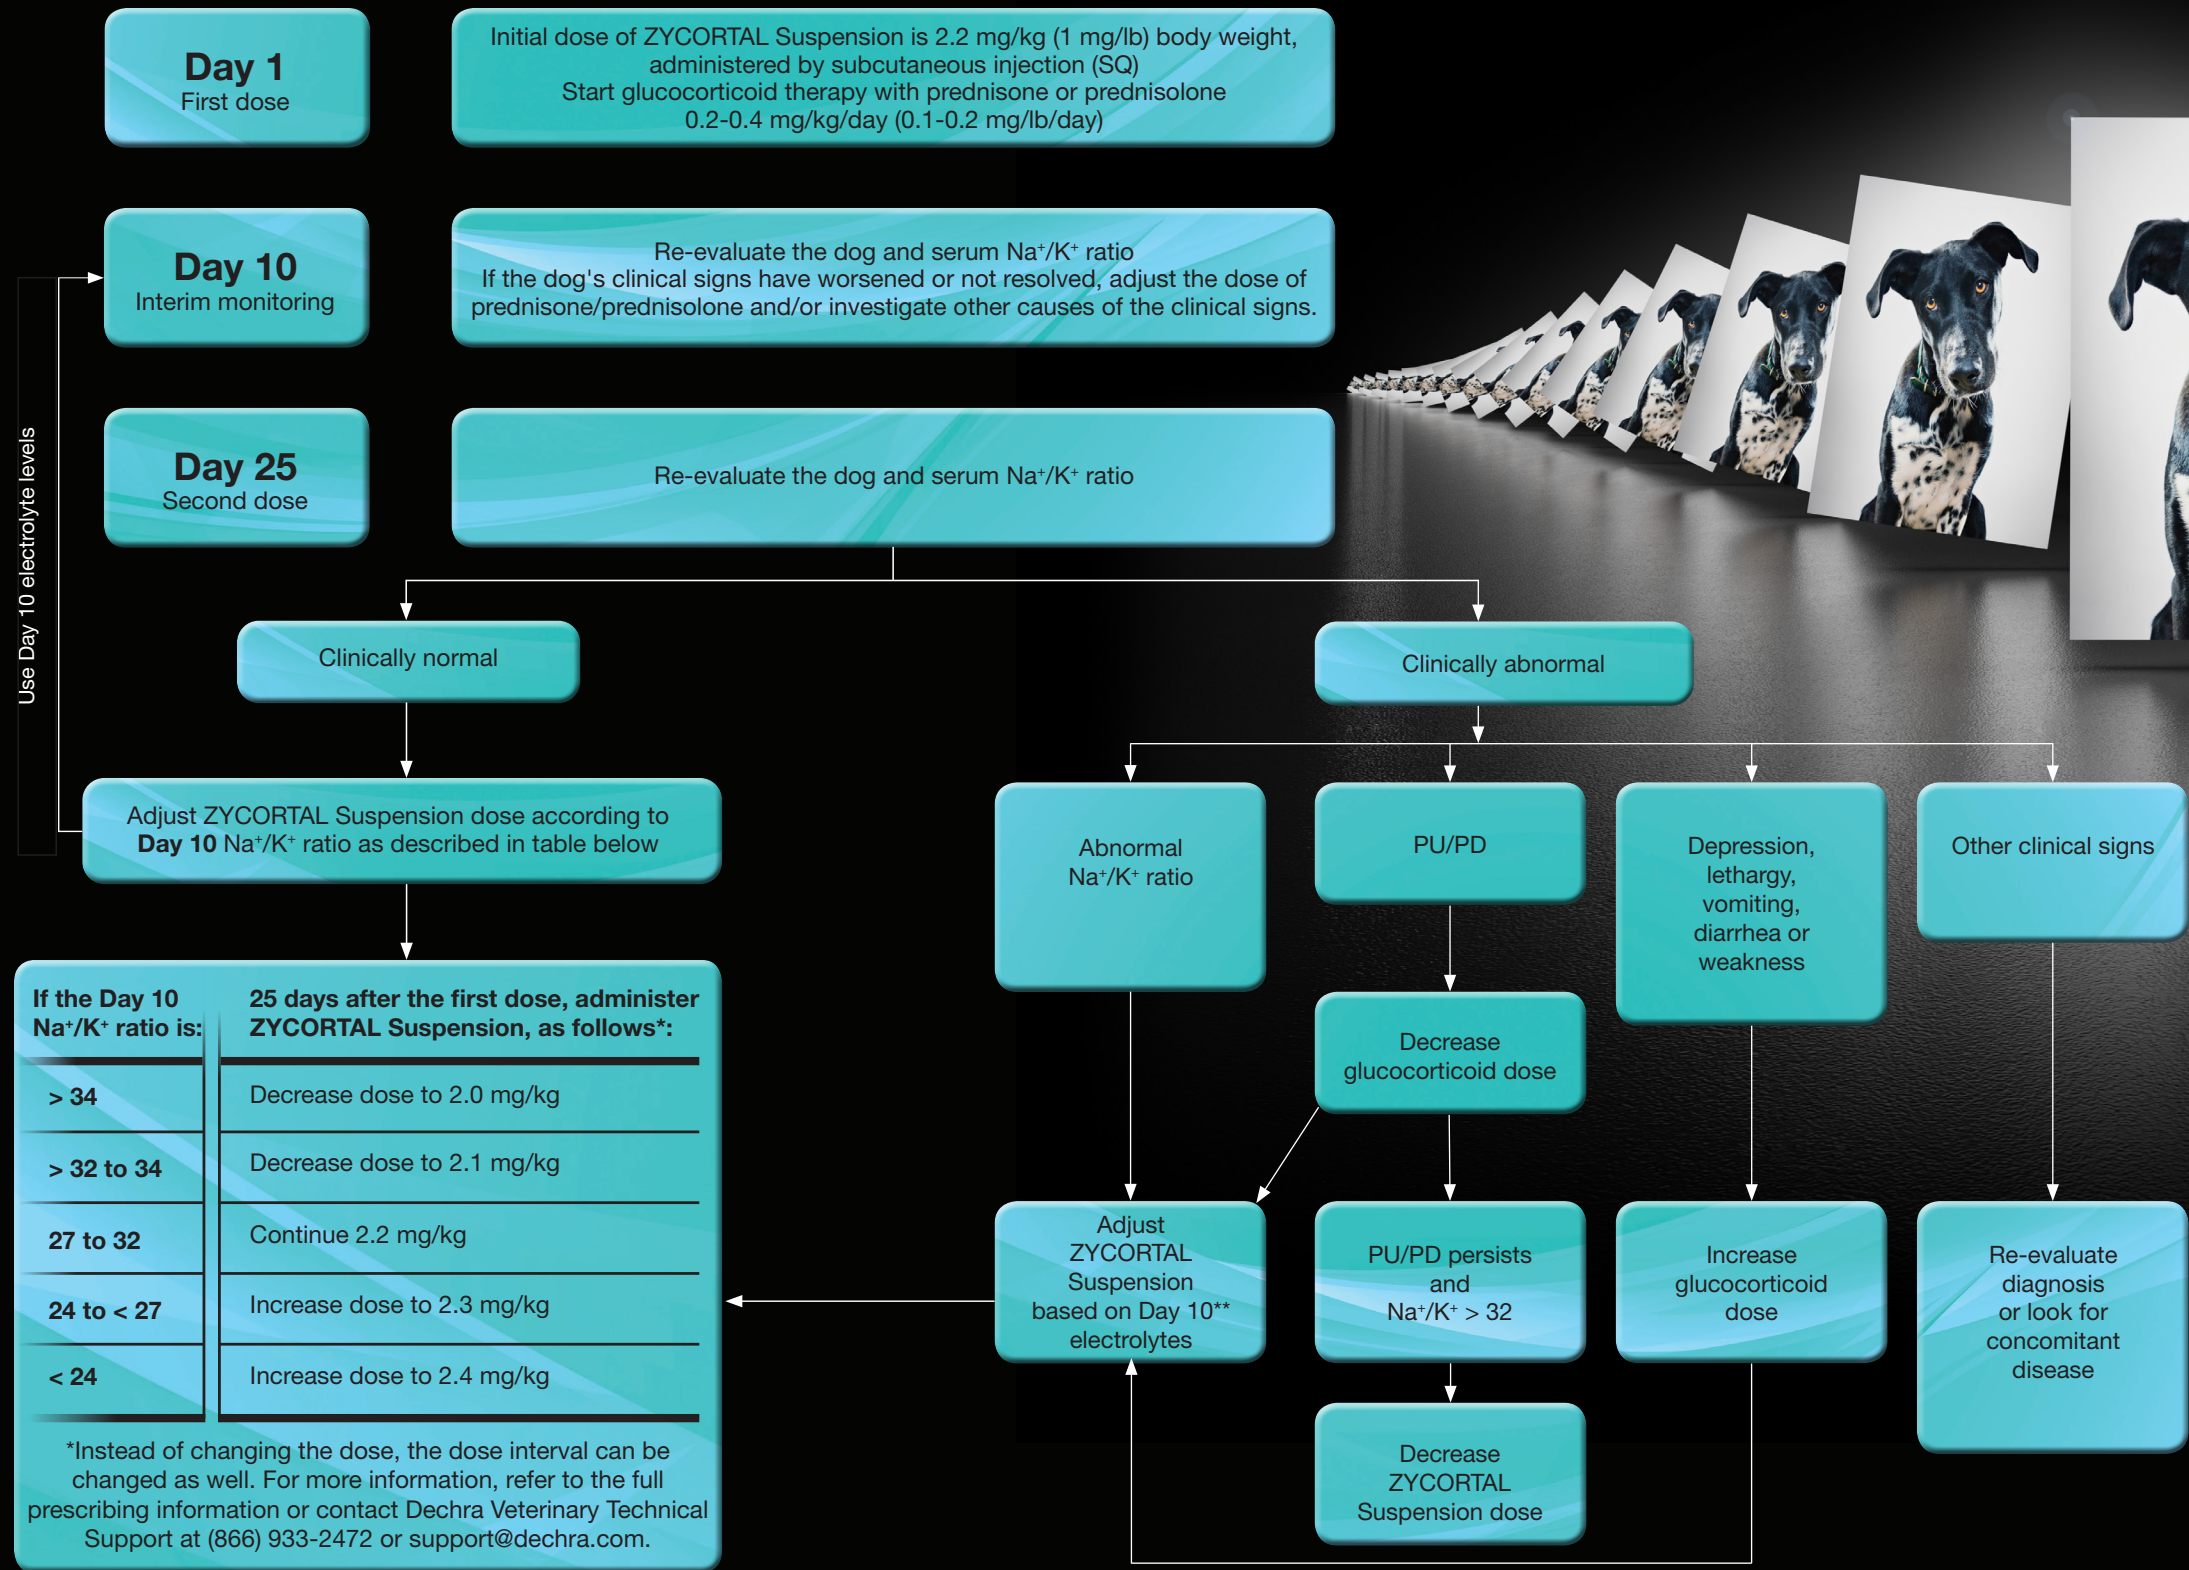 Day 1
First dose
Initial dose of ZYCORTAL Suspension is 2.2 mg/kg (1 mg/lb) body weight,
administered by subcutaneous injection (SQ)
Start glucocorticoid therapy with prednisone or prednisolone
0.2-0.4 mg/kg/day (0.1-0.2 mg/lb/day)
Day 10
Interim monitoring
Re-evaluate the dog and serum Na⁺/K⁺ ratio
If the dog's clinical signs have worsened or not resolved, adjust the dose of
prednisone/prednisolone and/or investigate other causes of the clinical signs.
Day 25
Second dose
Re-evaluate the dog and serum Na⁺/K⁺ ratio
Use Day 10 electrolyte levels
Clinically normal
Clinically abnormal
Adjust ZYCORTAL Suspension dose according to
Day 10 Na⁺/K⁺ ratio as described in table below
Abnormal
Na⁺/K⁺ ratio
PU/PD
Depression,
lethargy,
vomiting,
diarrhea or
weakness
Other clinical signs
Decrease
glucocorticoid dose
If the Day 10
Na⁺/K⁺ ratio is:
25 days after the first dose, administer
ZYCORTAL Suspension, as follows*:
> 34
Decrease dose to 2.0 mg/kg
> 32 to 34
Decrease dose to 2.1 mg/kg
27 to 32
Continue 2.2 mg/kg
24 to < 27
Increase dose to 2.3 mg/kg
< 24
Increase dose to 2.4 mg/kg
*Instead of changing the dose, the dose interval can be
changed as well. For more information, refer to the full
prescribing information or contact Dechra Veterinary Technical
Support at (866) 933-2472 or support@dechra.com.
Adjust
ZYCORTAL
Suspension
based on Day 10**
electrolytes
PU/PD persists
and
Na⁺/K⁺ > 32
Increase
glucocorticoid
dose
Re-evaluate
diagnosis
or look for
concomitant
disease
Decrease
ZYCORTAL
Suspension dose